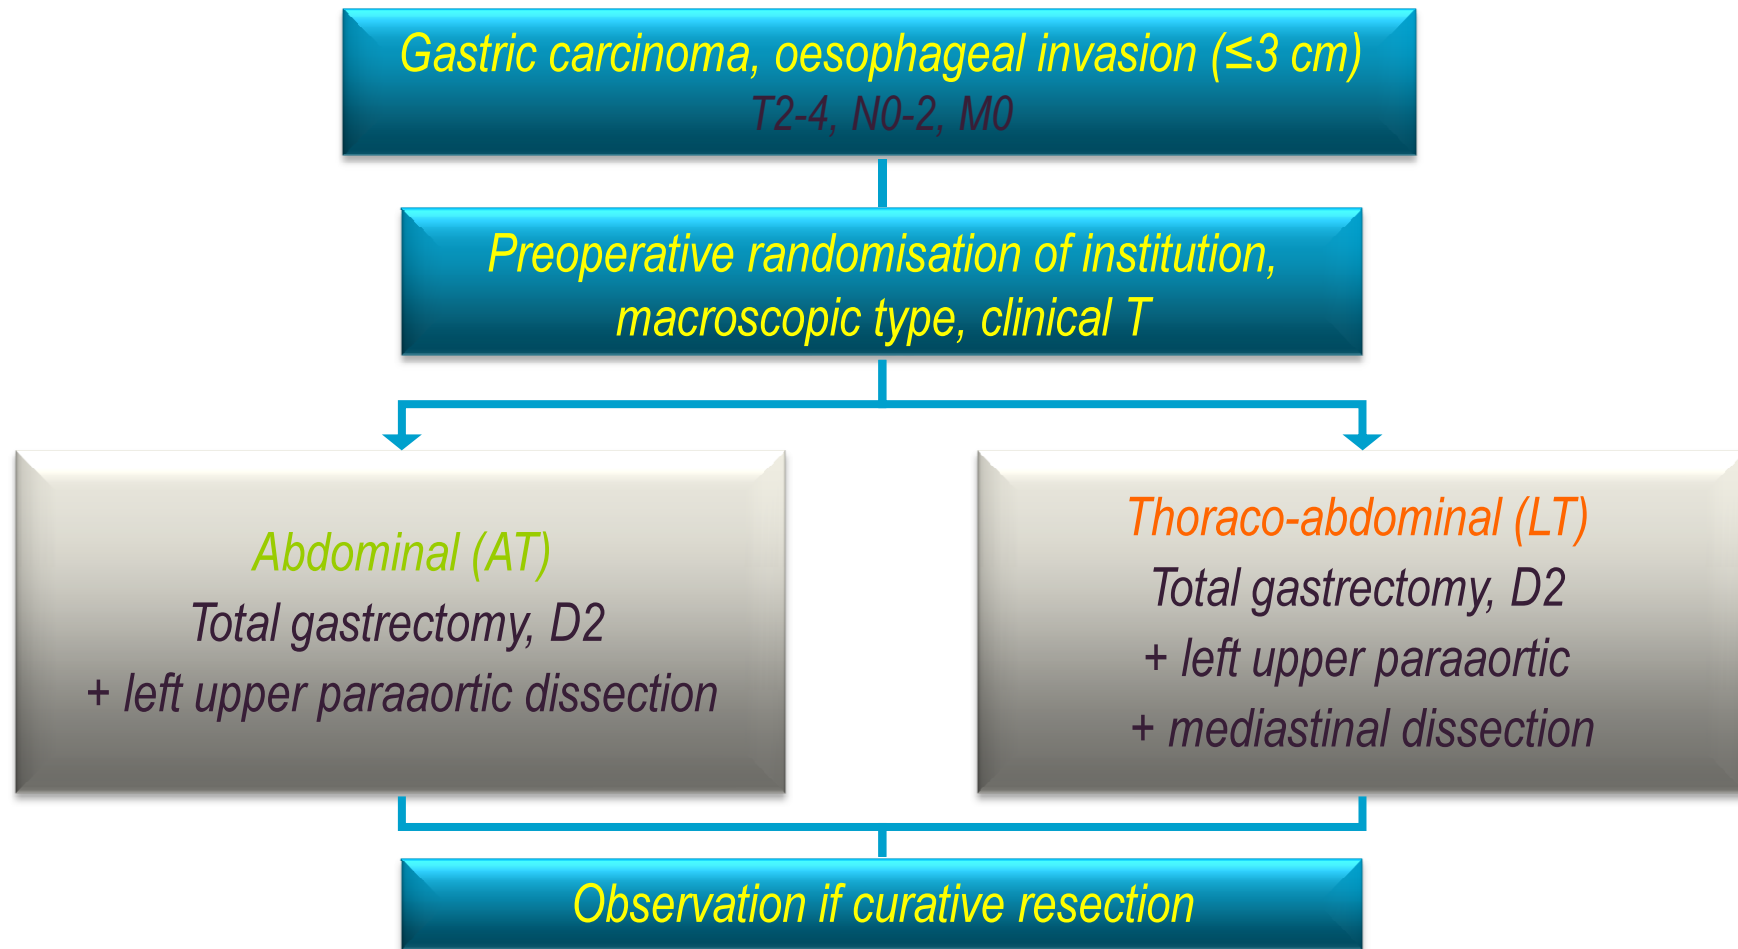 Gastric carcinoma, oesophageal invasion (≤3 cm)
T2-4, N0-2, M0
Preoperative randomisation of institution,
macroscopic type, clinical T
Abdominal (AT)
Total gastrectomy, D2
+ left upper paraaortic dissection
Thoraco-abdominal (LT)
Total gastrectomy, D2
+ left upper paraaortic
+ mediastinal dissection
Observation if curative resection